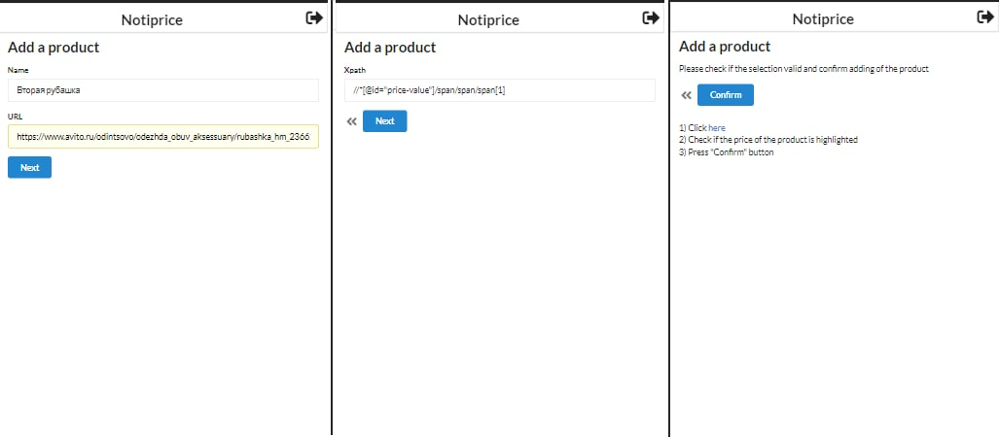 Notiprice
Add a product
Name
Вторая рубашка
URL
https://www.avito.ru/odintsovo/odezhda_obuv_aksessuary/rubashka_hm_2366
Next
Notiprice
Add a product
Xpath
//*[@id="price-value"]/span/span/span[1]
Next
Notiprice
Add a product
Please check if the selection valid and confirm adding of the product
Confirm
1) Click here
2) Check if the price of the product is highlighted
3) Press "Confirm" button